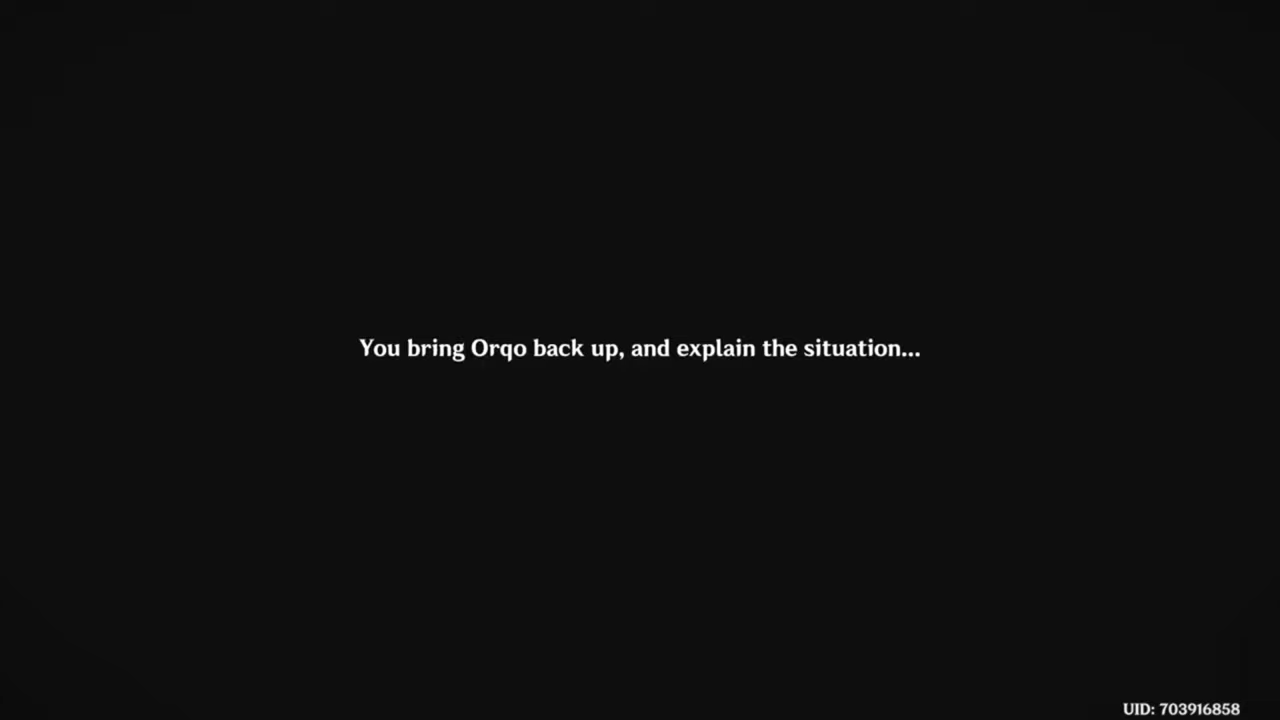 You bring Orqo back up, and explain the situation...
UID: 703916858